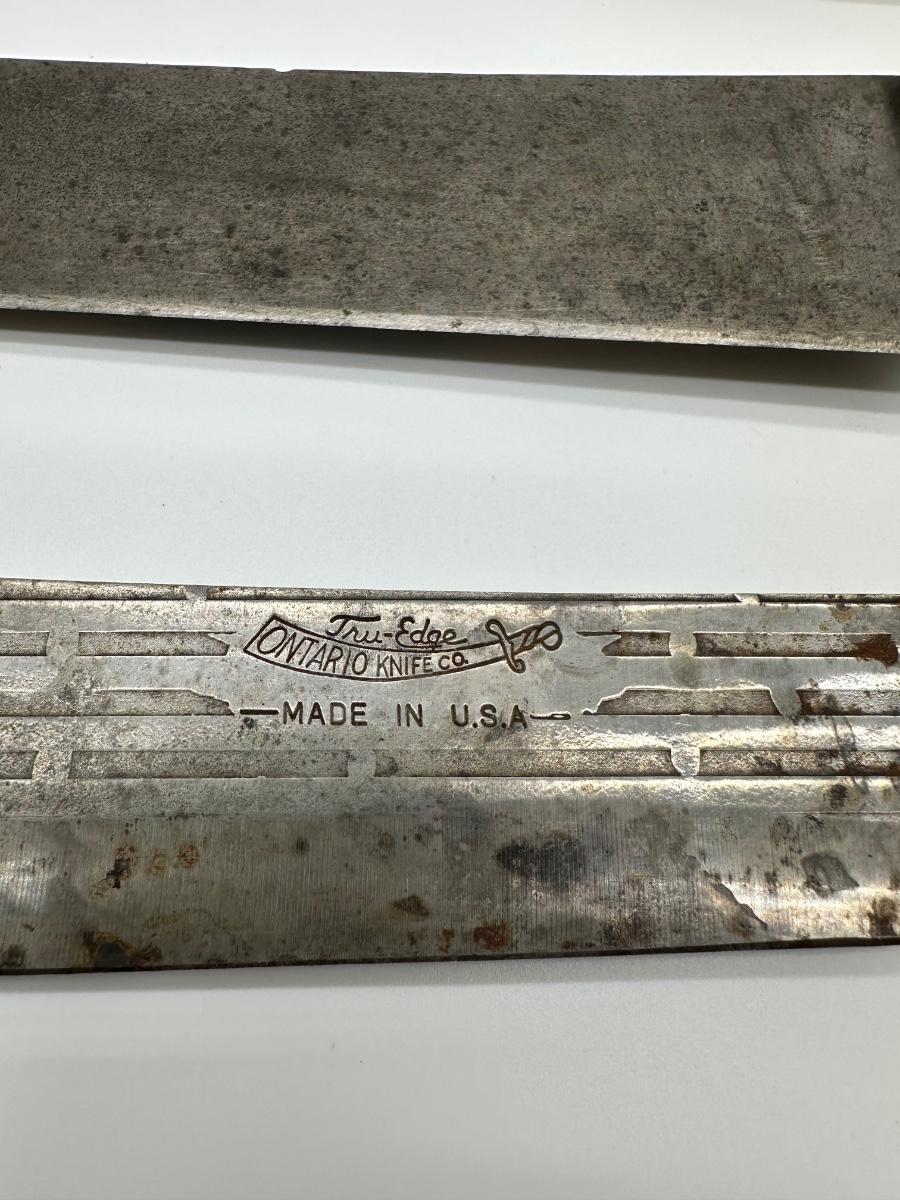 Tru-Edge
ONTARIO KNIFE CO.
—MADE IN U.S.A—